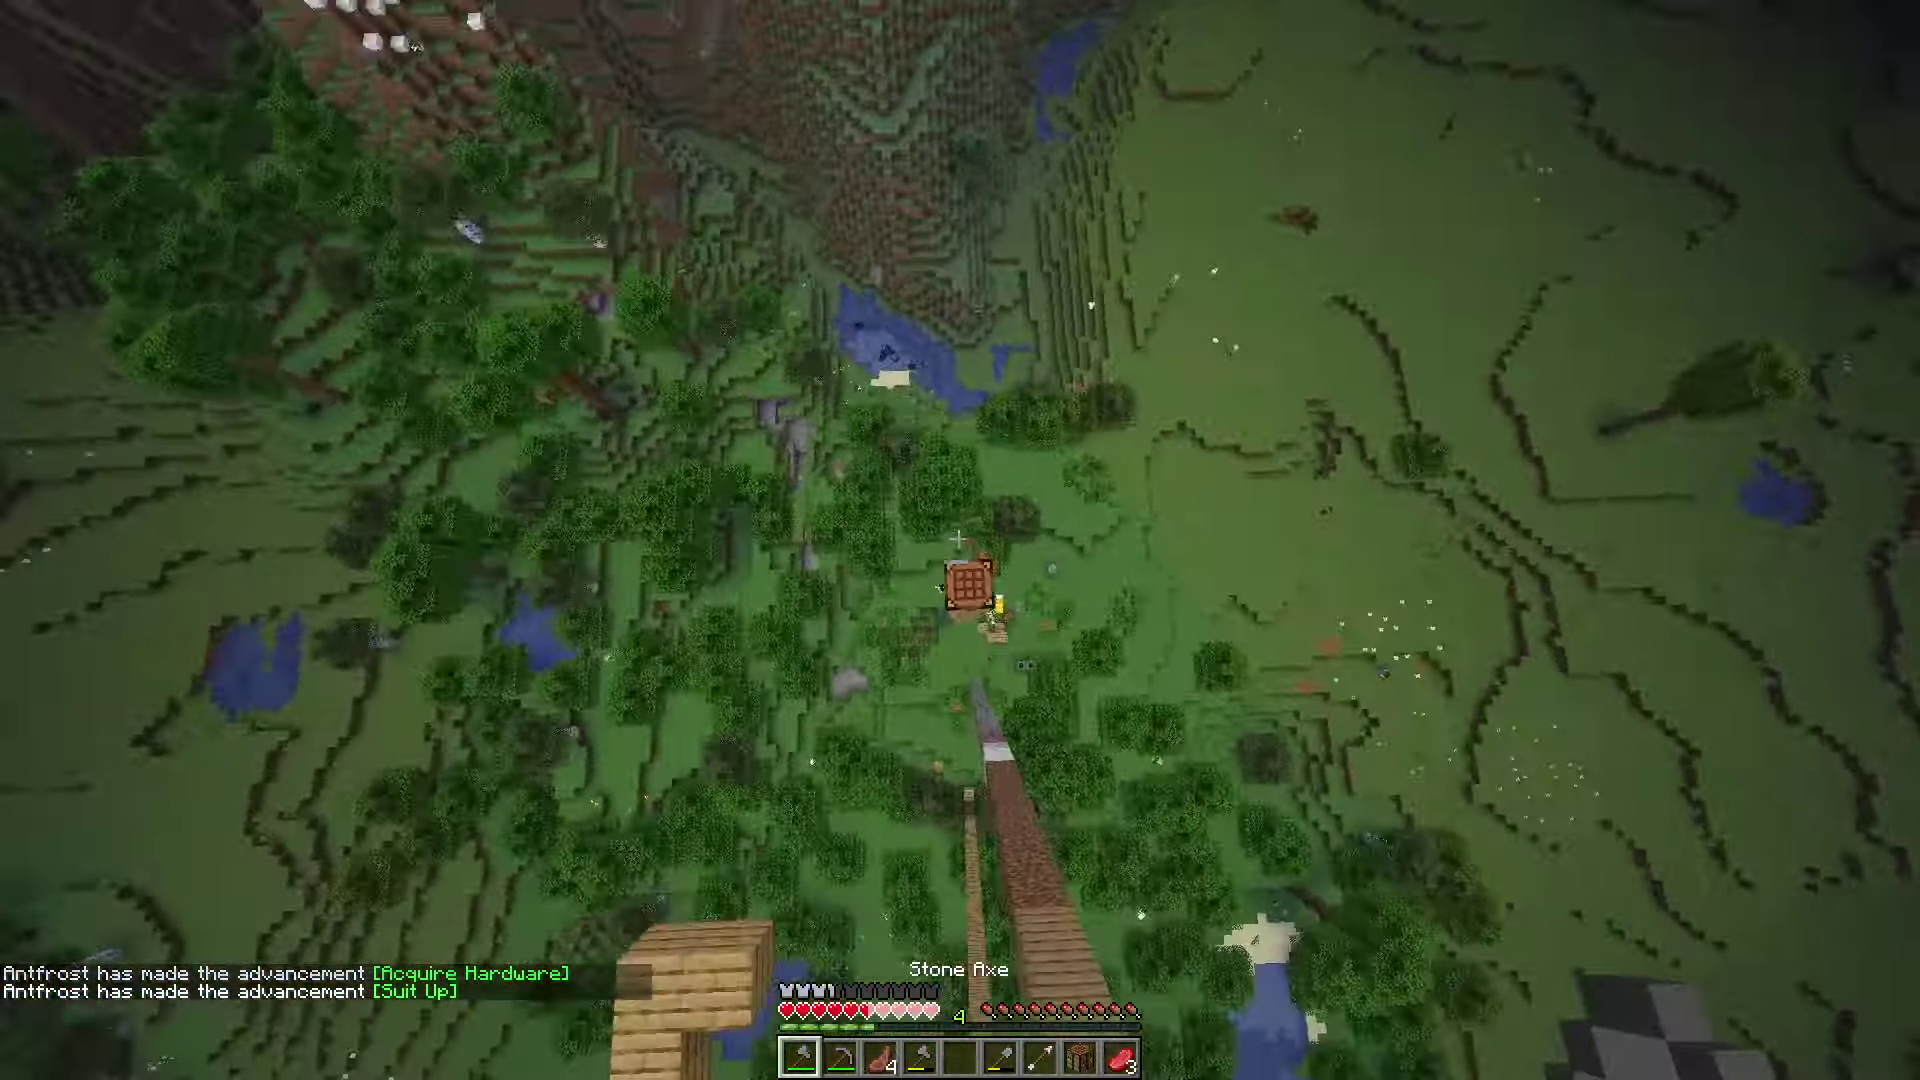 Antfrost has made the advancement [Acquire Hardware]
Antfrost has made the advancement [Suit Up]
Stone Axe
4
4
3